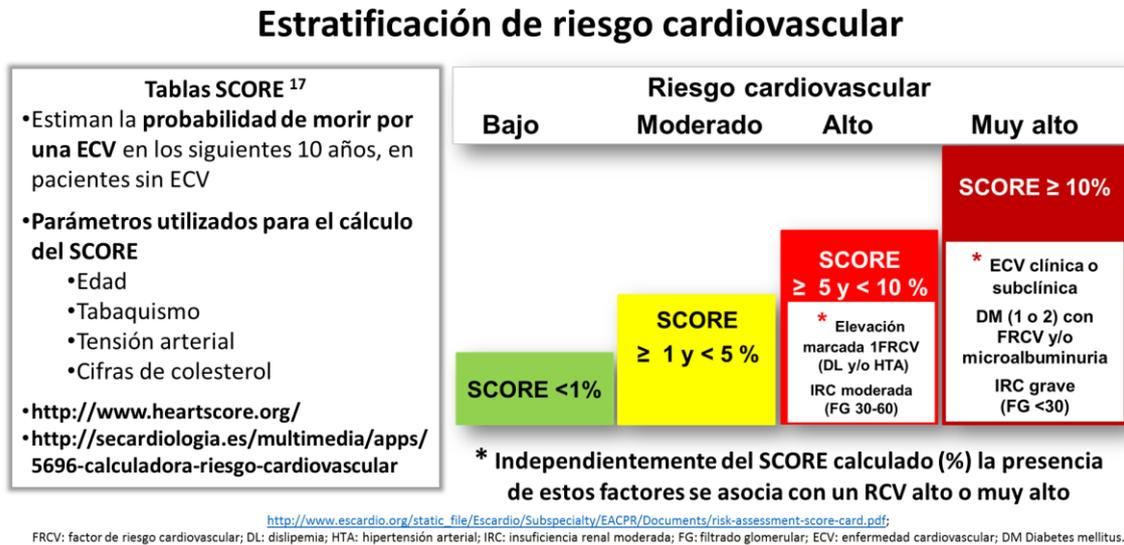 Estratificación de riesgo cardiovascular
Tablas SCORE 17
•Estiman la probabilidad de morir por
una ECV en los siguientes 10 años, en
pacientes sin ECV
•Parámetros utilizados para el cálculo
del SCORE
•Edad
•Tabaquismo
•Tensión arterial
•Cifras de colesterol
•http://www.heartscore.org/
•http://secardiologia.es/multimedia/apps/
5696-calculadora-riesgo-cardiovascular
Riesgo cardiovascular
Bajo Moderado Alto Muy alto
SCORE <1%
SCORE
≥ 1 y < 5 %
SCORE
≥ 5 y < 10 %
* Elevación
marcada 1FRCV
(DL y/o HTA)
IRC moderada
(FG 30-60)
SCORE ≥ 10%
* ECV clínica o
subclínica
DM (1 o 2) con
FRCV y/o
microalbuminuria
IRC grave
(FG <30)
* Independientemente del SCORE calculado (%) la presencia
de estos factores se asocia con un RCV alto o muy alto
http://www.escardio.org/static_file/Escardio/Subspecialty/EACPR/Documents/risk-assessment-score-card.pdf;
FRCV: factor de riesgo cardiovascular; DL: dislipemia; HTA: hipertensión arterial; IRC: insuficiencia renal moderada; FG: filtrado glomerular; ECV: enfermedad cardiovascular; DM Diabetes mellitus.